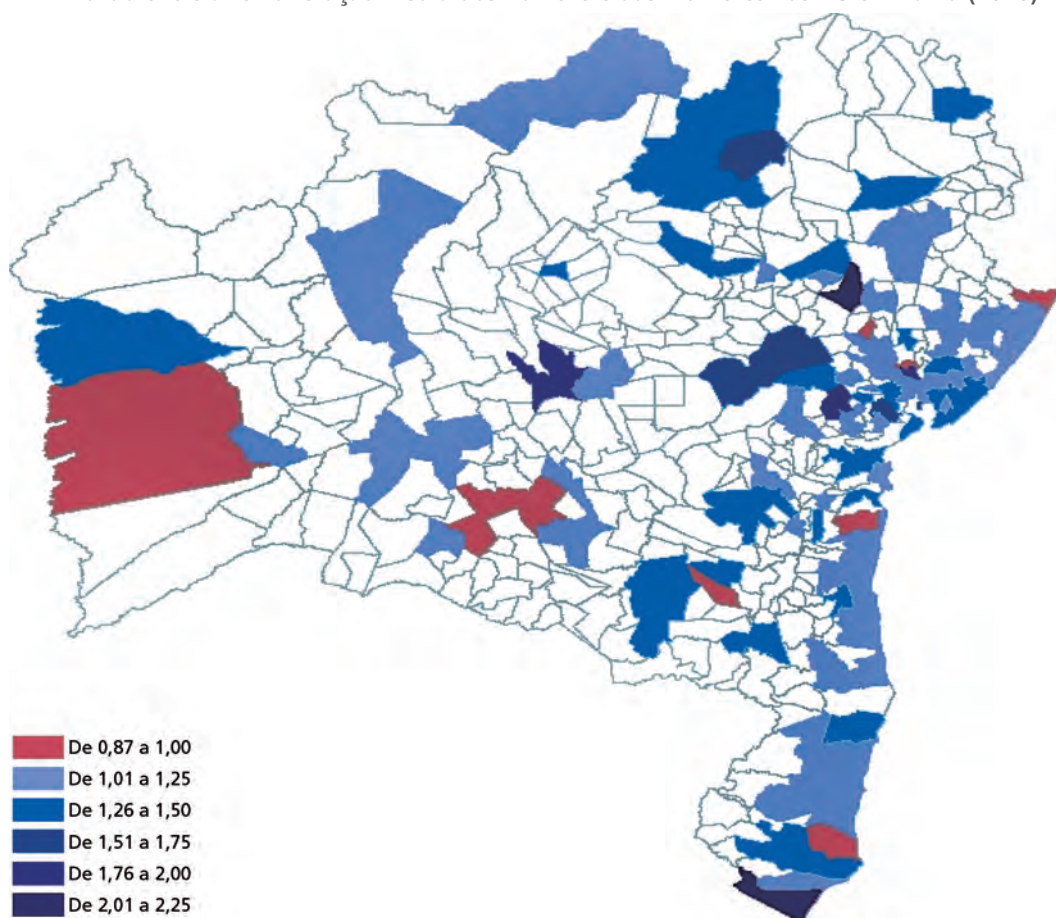 De 0,87 a 1,00
De 1,01 a 1,25
De 1,26 a 1,50
De 1,51 a 1,75
De 1,76 a 2,00
De 2,01 a 2,25